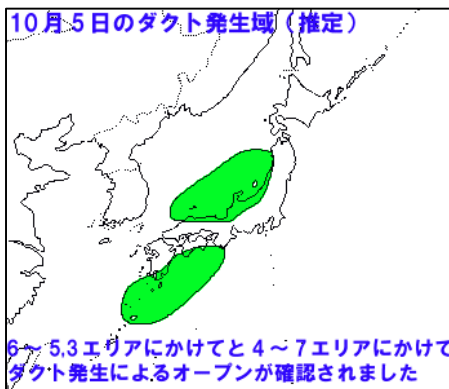 10月5日のダクト発生域(推定)
6～5,3エリアにかけてと4～7エリアにかけて
ダクト発生によるオープンが確認されました